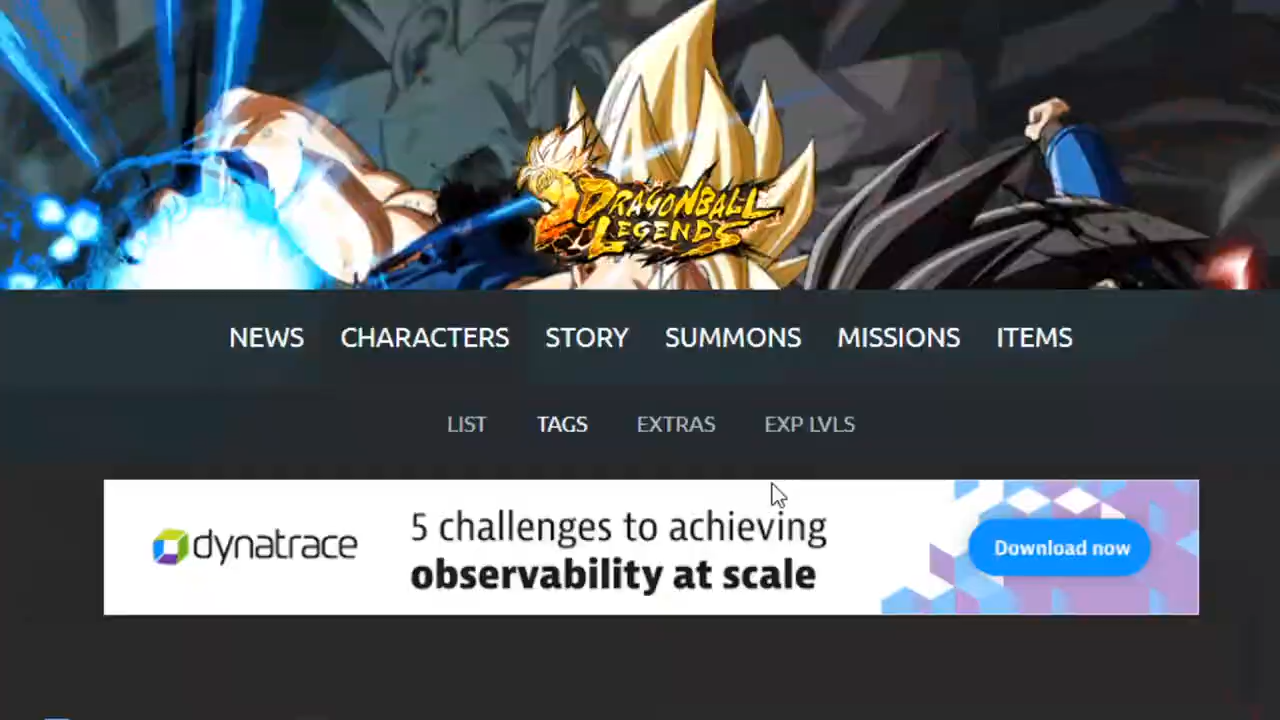 DRAGONBALL
LEGENDS
NEWS CHARACTERS STORY SUMMONS MISSIONS ITEMS
LIST TAGS EXTRAS EXP LVLS
dynatrace
5 challenges to achieving
observability at scale
Download now